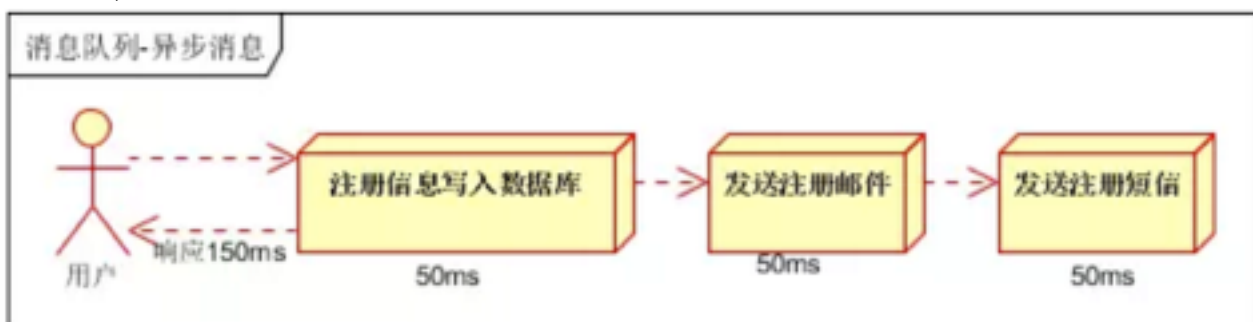 消息队列-异步消息
注册信息写入数据库
发送注册邮件
发送注册短信
响应150ms
用户
50ms
50ms
50ms